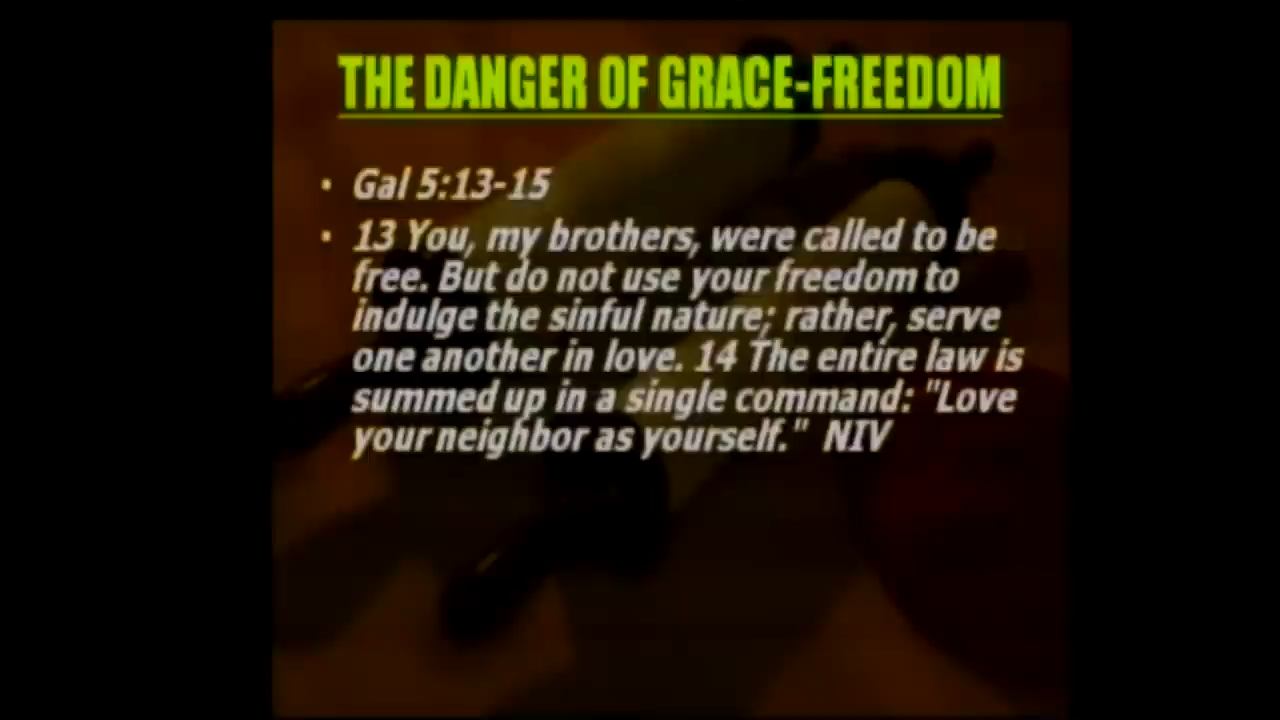 THE DANGER OF GRACE-FREEDOM
• Gal 5:13-15
• 13 You, my brothers, were called to be
free. But do not use your freedom to
indulge the sinful nature; rather, serve
one another in love. 14 The entire law is
summed up in a single command: "Love
your neighbor as yourself." NIV